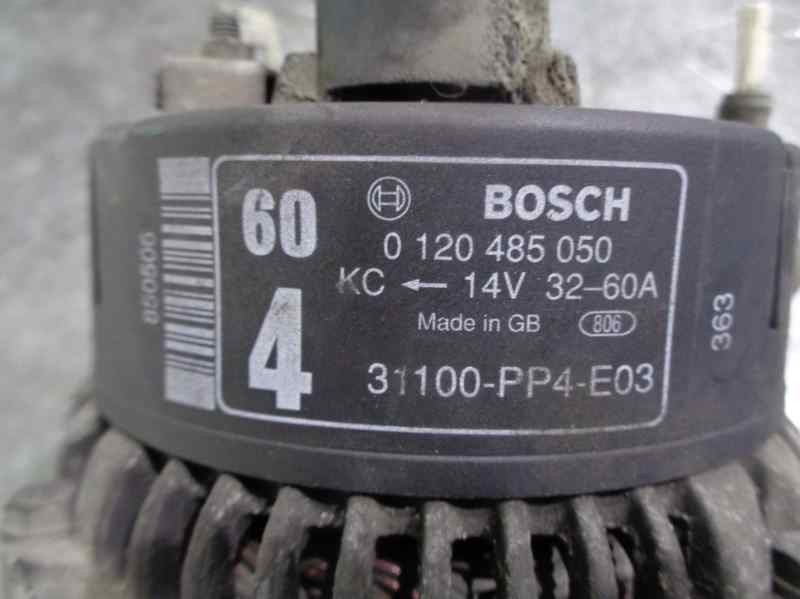 60
BOSCH
0 120 485 050
KC ← 14V 32–60A
4
Made in GB 806
31100-PP4-E03
363